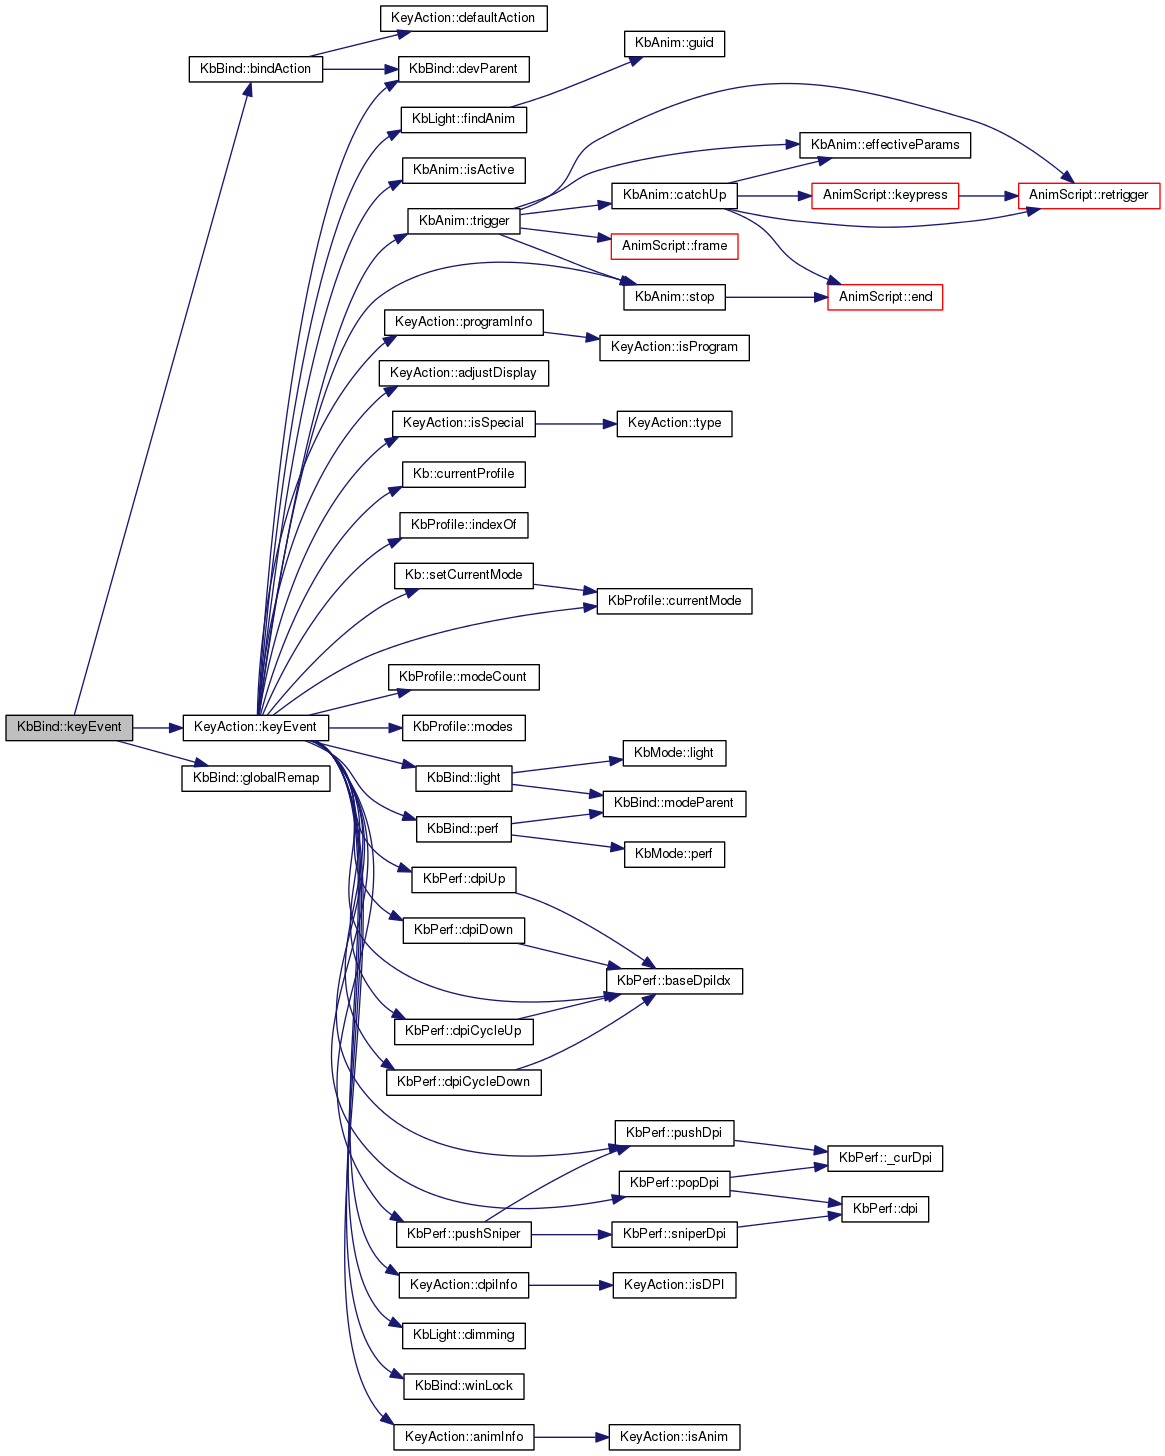 KeyAction::defaultAction
KbAnim::guid
KbBind::bindAction
KbBind::devParent
KbLight::findAnim
KbAnim::effectiveParams
KbAnim::isActive
KbAnim::catchUp
AnimScript::keypress
AnimScript::retrigger
KbAnim::trigger
AnimScript::frame
KbAnim::stop
AnimScript::end
KeyAction::programInfo
KeyAction::isProgram
KeyAction::adjustDisplay
KeyAction::isSpecial
KeyAction::type
Kb::currentProfile
KbProfile::indexOf
Kb::setCurrentMode
KbProfile::currentMode
KbProfile::modeCount
KbBind::keyEvent
KeyAction::keyEvent
KbProfile::modes
KbMode::light
KbBind::globalRemap
KbBind::light
KbBind::modeParent
KbBind::perf
KbMode::perf
KbPerf::dpiUp
KbPerf::dpiDown
KbPerf::baseDpiIdx
KbPerf::dpiCycleUp
KbPerf::dpiCycleDown
KbPerf::pushDpi
KbPerf::_curDpi
KbPerf::popDpi
KbPerf::dpi
KbPerf::pushSniper
KbPerf::sniperDpi
KeyAction::dpiInfo
KeyAction::isDPI
KbLight::dimming
KbBind::winLock
KeyAction::animInfo
KeyAction::isAnim